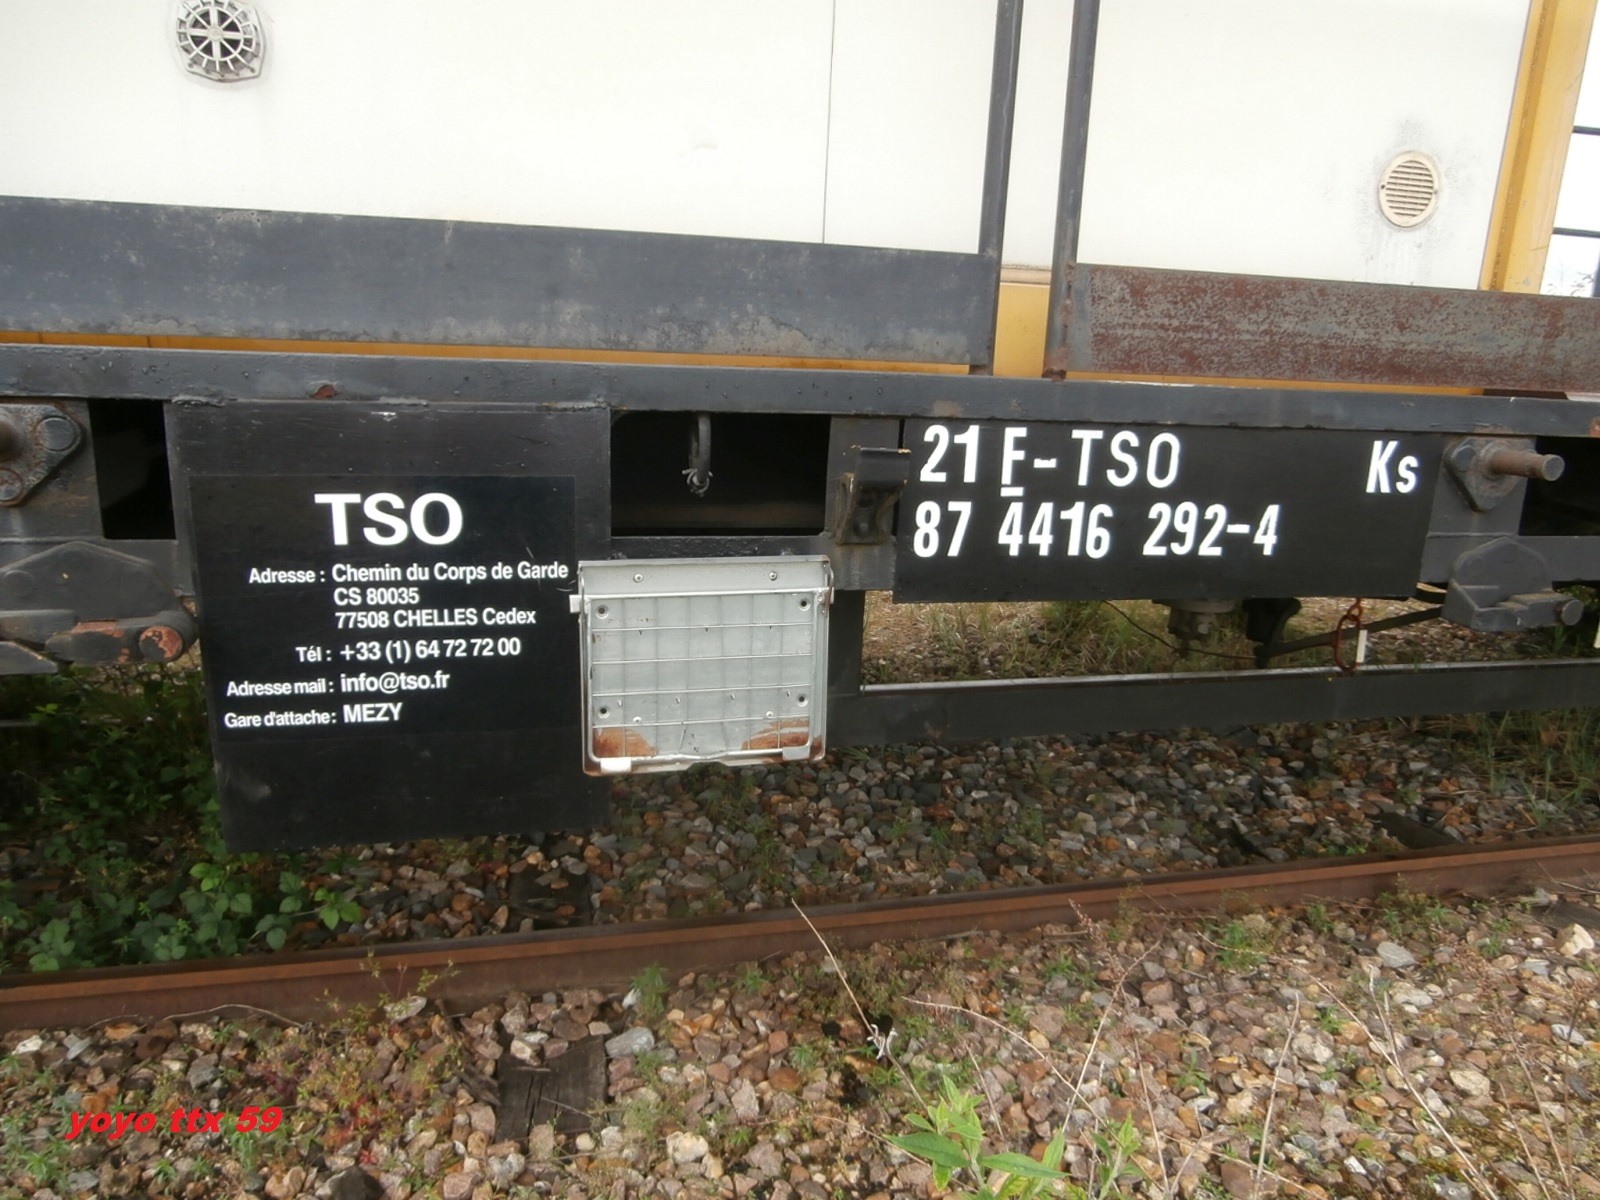 TSO
Adresse : Chemin du Corps de Garde
CS 80035
77508 CHELLES Cedex
Tél : +33 (1) 64 72 72 00
Adresse mail : info@tso.fr
Gare d'attache : MEZY
21 F-TSO Ks
87 4416 292-4
yoyo ttx 59